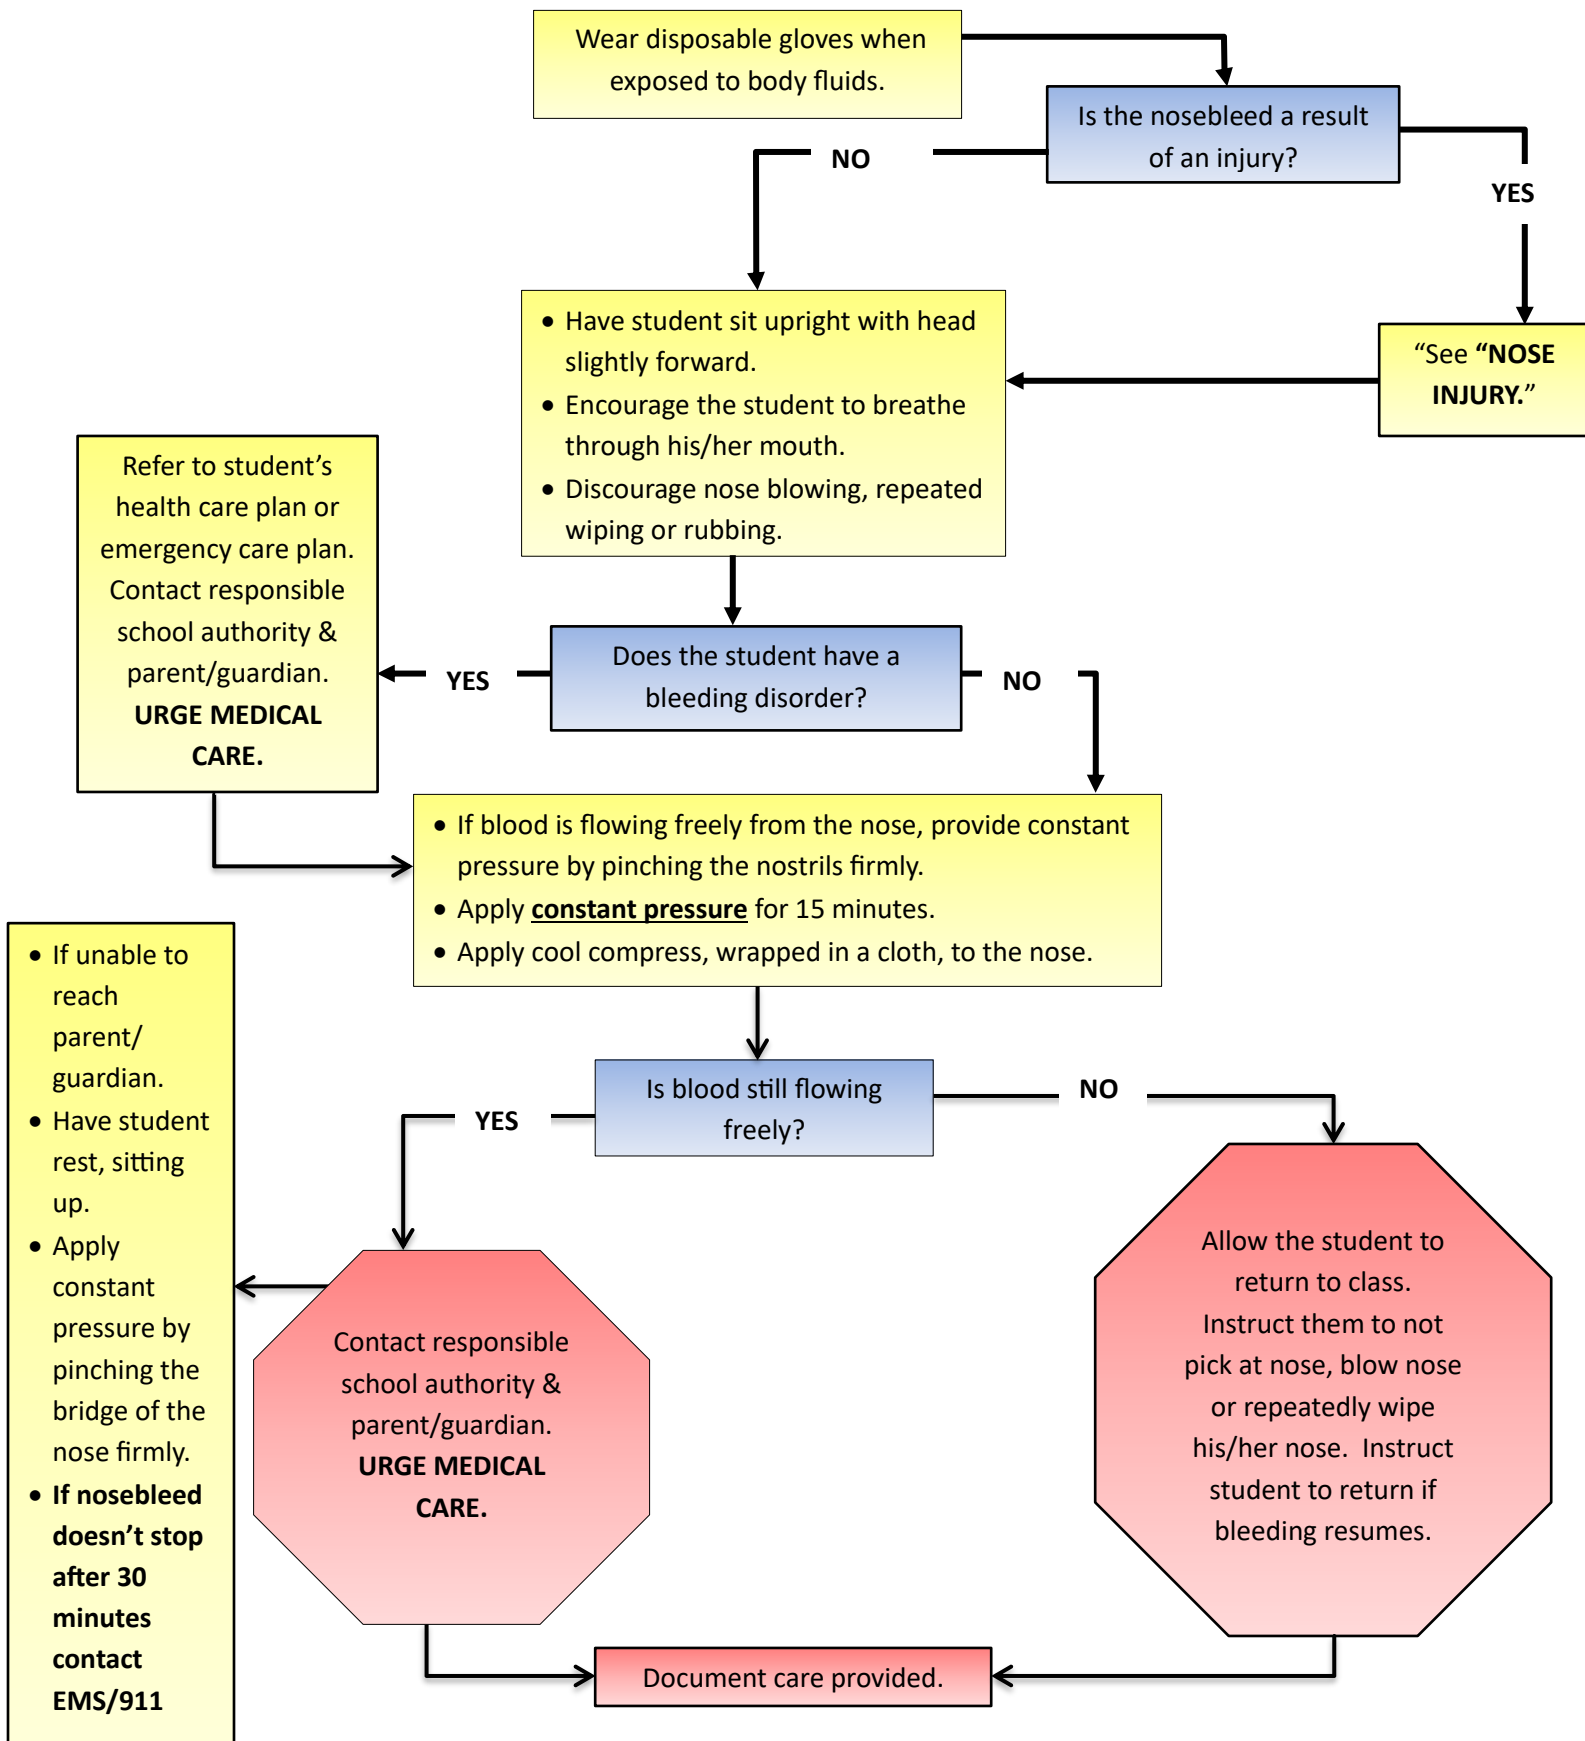 Wear disposable gloves when
exposed to body fluids.
Is the nosebleed a result
of an injury?
NO
YES
• Have student sit upright with head
slightly forward.
• Encourage the student to breathe
through his/her mouth.
• Discourage nose blowing, repeated
wiping or rubbing.
“See “NOSE
INJURY.”
Refer to student’s
health care plan or
emergency care plan.
Contact responsible
school authority &
parent/guardian.
URGE MEDICAL
CARE.
YES
Does the student have a
bleeding disorder?
NO
• If blood is flowing freely from the nose, provide constant
pressure by pinching the nostrils firmly.
• Apply constant pressure for 15 minutes.
• Apply cool compress, wrapped in a cloth, to the nose.
• If unable to
reach
parent/
guardian.
• Have student
rest, sitting
up.
• Apply
constant
pressure by
pinching the
bridge of the
nose firmly.
• If nosebleed
doesn’t stop
after 30
minutes
contact
EMS/911
Is blood still flowing
freely?
YES
NO
Contact responsible
school authority &
parent/guardian.
URGE MEDICAL
CARE.
Allow the student to
return to class.
Instruct them to not
pick at nose, blow nose
or repeatedly wipe
his/her nose.  Instruct
student to return if
bleeding resumes.
Document care provided.